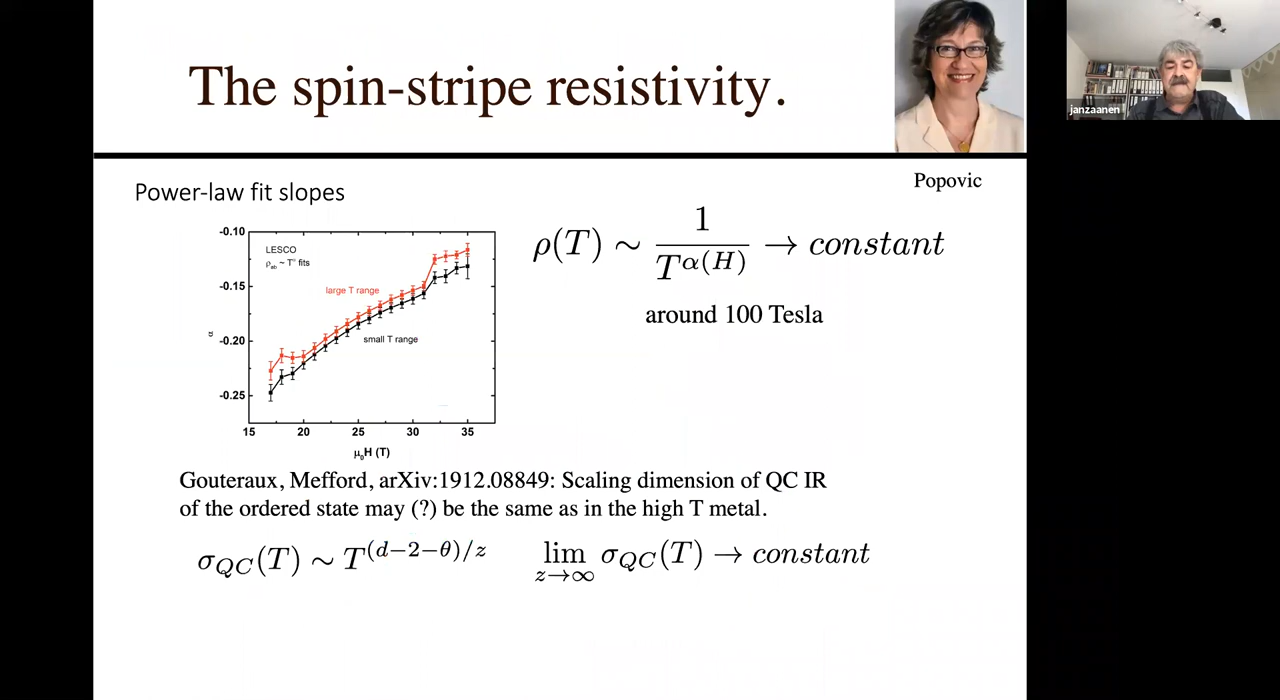 The spin-stripe resistivity.
janzaanen
Popovic
Power-law fit slopes
-0.10
-0.15
-0.20
-0.25
α
LESCO
ρab ~ Tα fits
large T range
small T range
15 20 25 30 35
μ0H (T)
ρ(T) ∼ 1/T^α(H) → constant
around 100 Tesla
Gouteraux, Mefford, arXiv:1912.08849: Scaling dimension of QC IR
of the ordered state may (?) be the same as in the high T metal.
σ_QC(T) ∼ T^(d−2−θ)/z lim z→∞ σ_QC(T) → constant